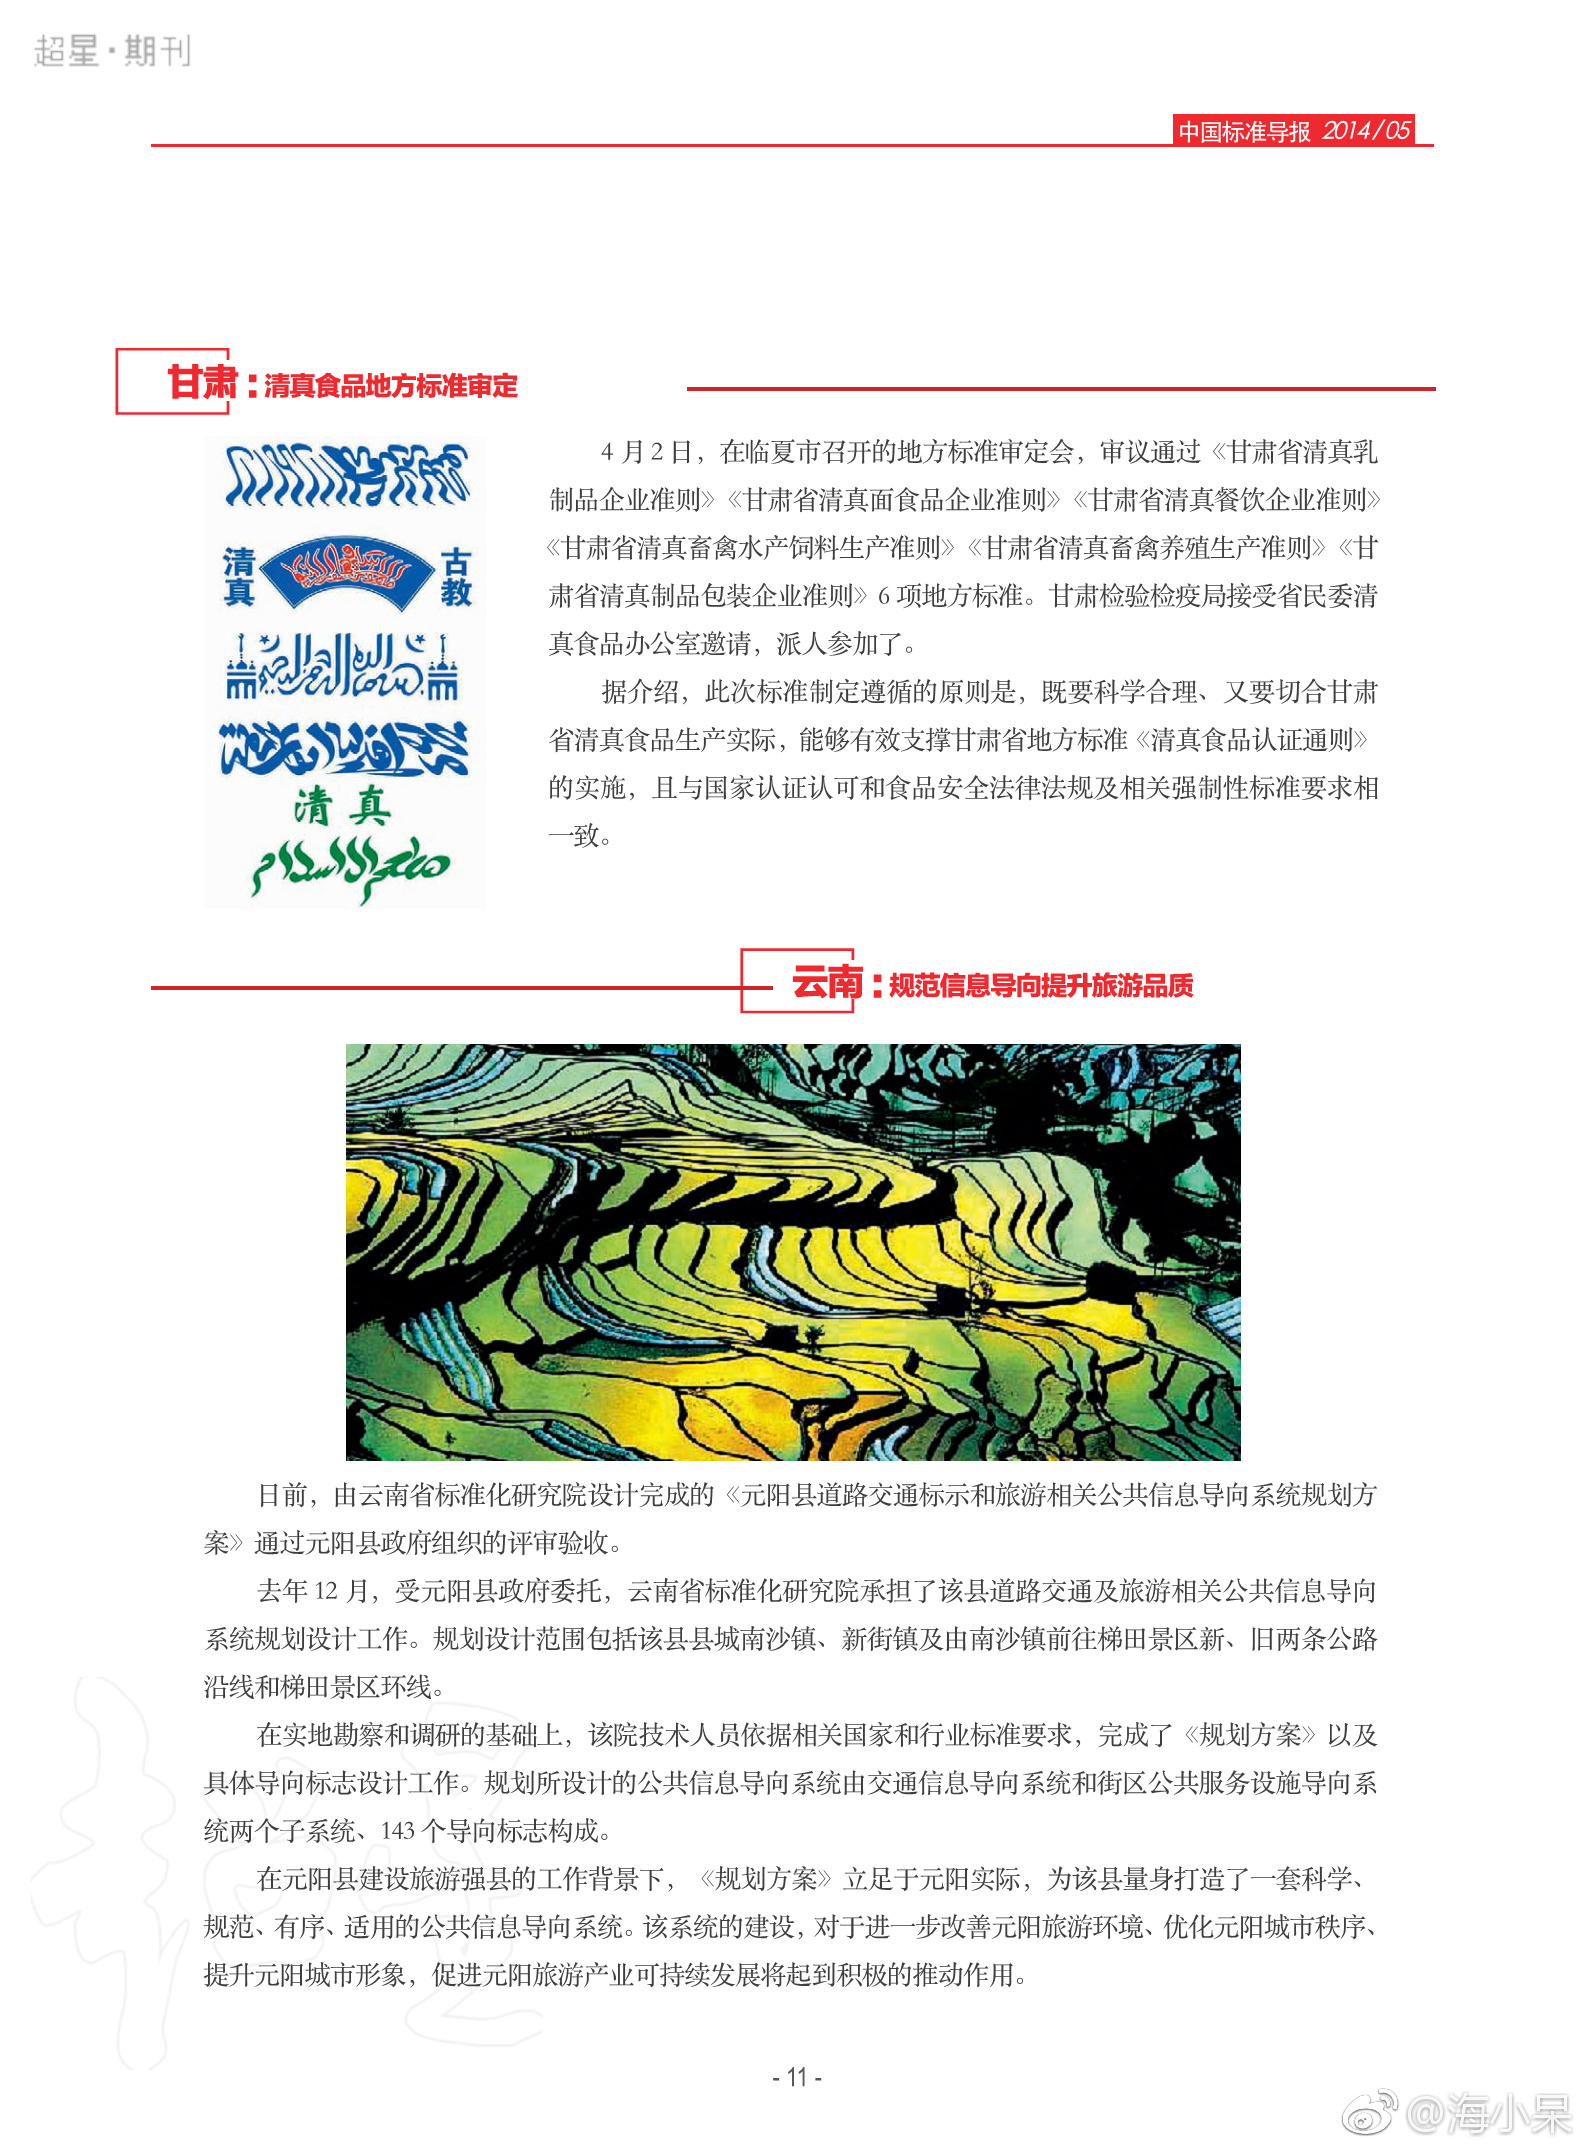 超星·期刊
中国标准导报 2014/05
甘肃：清真食品地方标准审定
清真
古教
清真
4 月 2 日，在临夏市召开的地方标准审定会，审议通过《甘肃省清真乳
制品企业准则》《甘肃省清真面食品企业准则》《甘肃省清真餐饮企业准则》
《甘肃省清真畜禽水产饲料生产准则》《甘肃省清真畜禽养殖生产准则》《甘
肃省清真制品包装企业准则》6 项地方标准。甘肃检验检疫局接受省民委清
真食品办公室邀请，派人参加了。
据介绍，此次标准制定遵循的原则是，既要科学合理、又要切合甘肃
省清真食品生产实际，能够有效支撑甘肃省地方标准《清真食品认证通则》
的实施，且与国家认证认可和食品安全法律法规及相关强制性标准要求相
一致。
云南：规范信息导向提升旅游品质
目前，由云南省标准化研究院设计完成的《元阳县道路交通标示和旅游相关公共信息导向系统规划方
案》通过元阳县政府组织的评审验收。
去年 12 月，受元阳县政府委托，云南省标准化研究院承担了该县道路交通及旅游相关公共信息导向
系统规划设计工作。规划设计范围包括该县县城南沙镇、新街镇及由南沙镇前往梯田景区新、旧两条公路
沿线和梯田景区环线。
在实地勘察和调研的基础上，该院技术人员依据相关国家和行业标准要求，完成了《规划方案》以及
具体导向标志设计工作。规划所设计的公共信息导向系统由交通信息导向系统和街区公共服务设施导向系
统两个子系统、143 个导向标志构成。
在元阳县建设旅游强县的工作背景下，《规划方案》立足于元阳实际，为该县量身打造了一套科学、
规范、有序、适用的公共信息导向系统。该系统的建设，对于进一步改善元阳旅游环境、优化元阳城市秩序、
提升元阳城市形象，促进元阳旅游产业可持续发展将起到积极的推动作用。
- 11 -
@海小呆